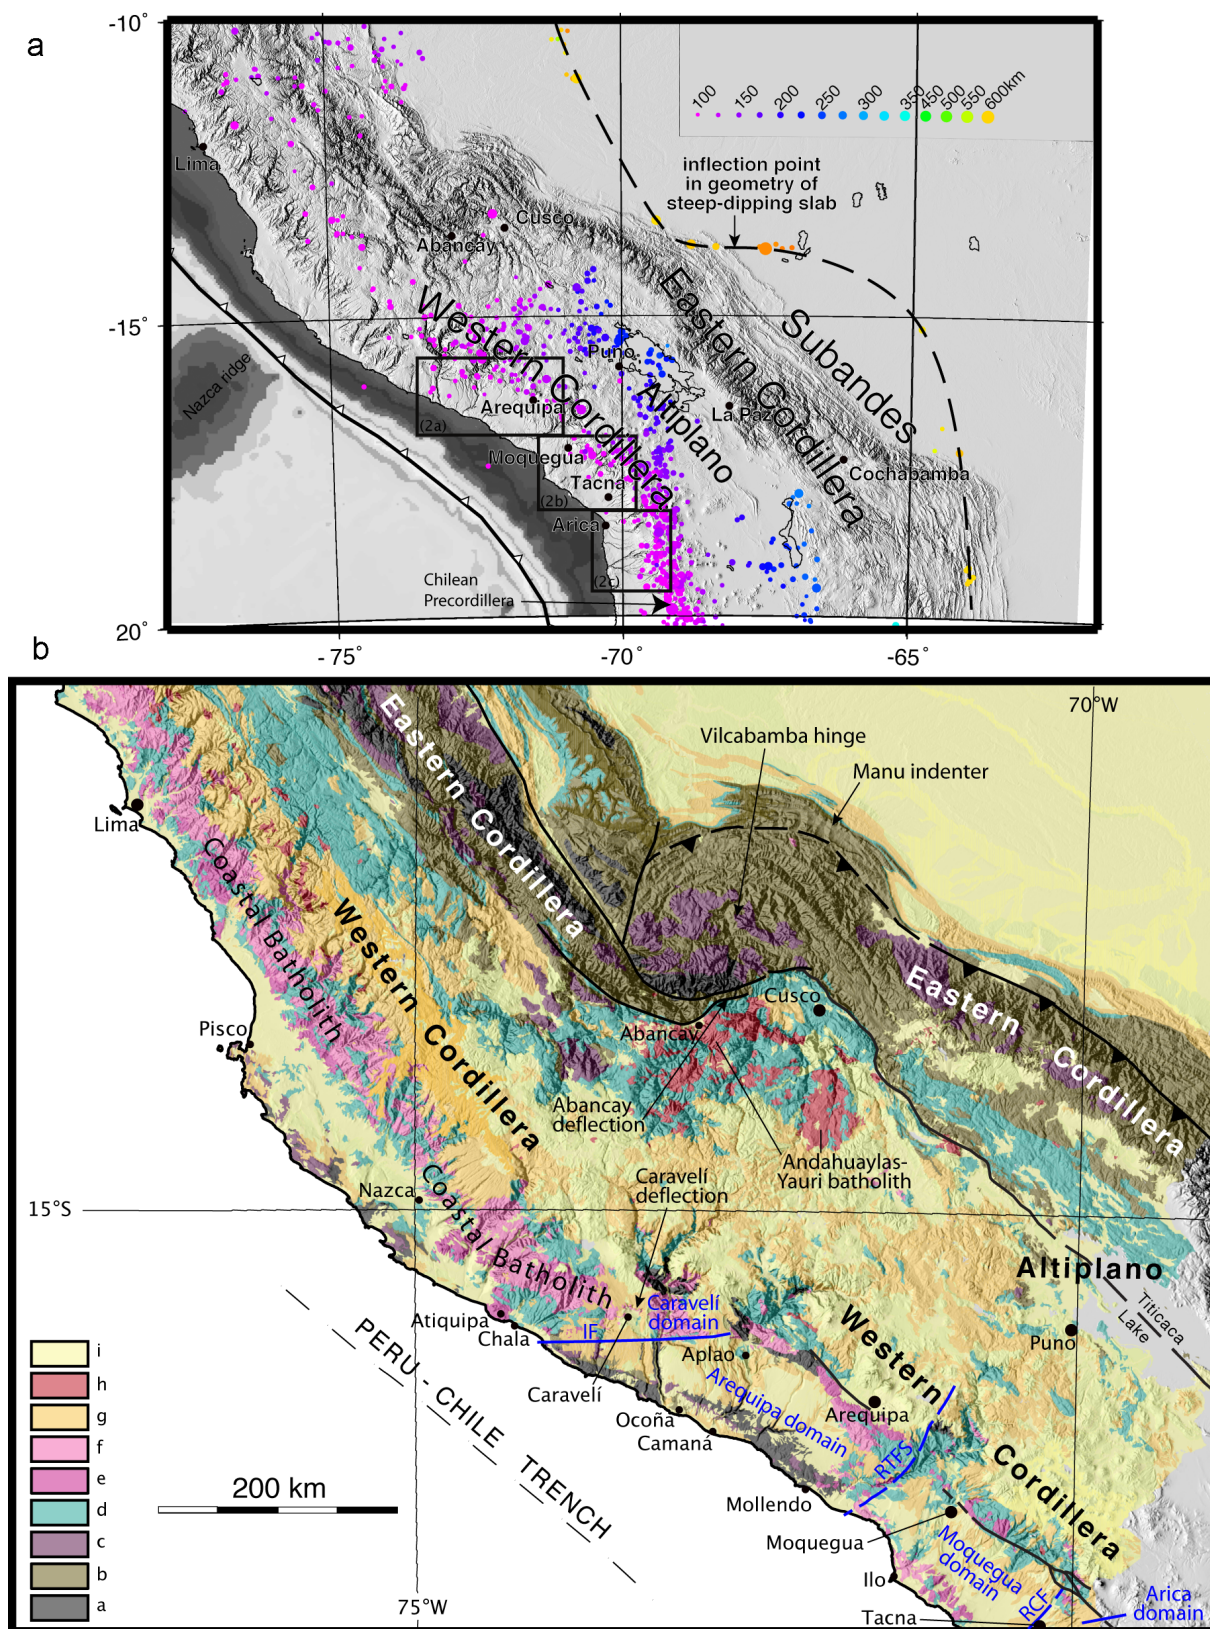 a
-10°
-15°
20°
-75°
-70°
-65°
100
150
200
250
300
350
450
500
550
600km
inflection point
in geometry of
steep-dipping slab
Lima
Cusco
Abancay
Western Cordillera
Eastern Cordillera
Subandes
Altiplano
Puno
La Paz
Arequipa
(2a)
Moquegua
Tacna
(2b)
Arica
(2c)
Cochabamba
Nazca ridge
Chilean
Precordillera
b
70°W
Vilcabamba hinge
Manu indenter
Eastern Cordillera
Lima
Coastal Batholith
Western Cordillera
Eastern
Cordillera
Cusco
Abancay
Pisco
Abancay
deflection
Andahuaylas-
Yauri batholith
Caravelí
deflection
Nazca
15°S
Coastal Batholith
Altiplano
Titicaca
Lake
Puno
Caravelí
domain
Atiquipa
Chala
IF
Aplao
Western
Cordillera
PERU - CHILE TRENCH
Caravelí
Arequipa domain
Arequipa
Ocoña
Camaná
RTFS
Mollendo
Moquegua
Moquegua
domain
Ilo
RCF
Arica
domain
Tacna
i
h
g
f
e
d
c
b
a
200 km
75°W